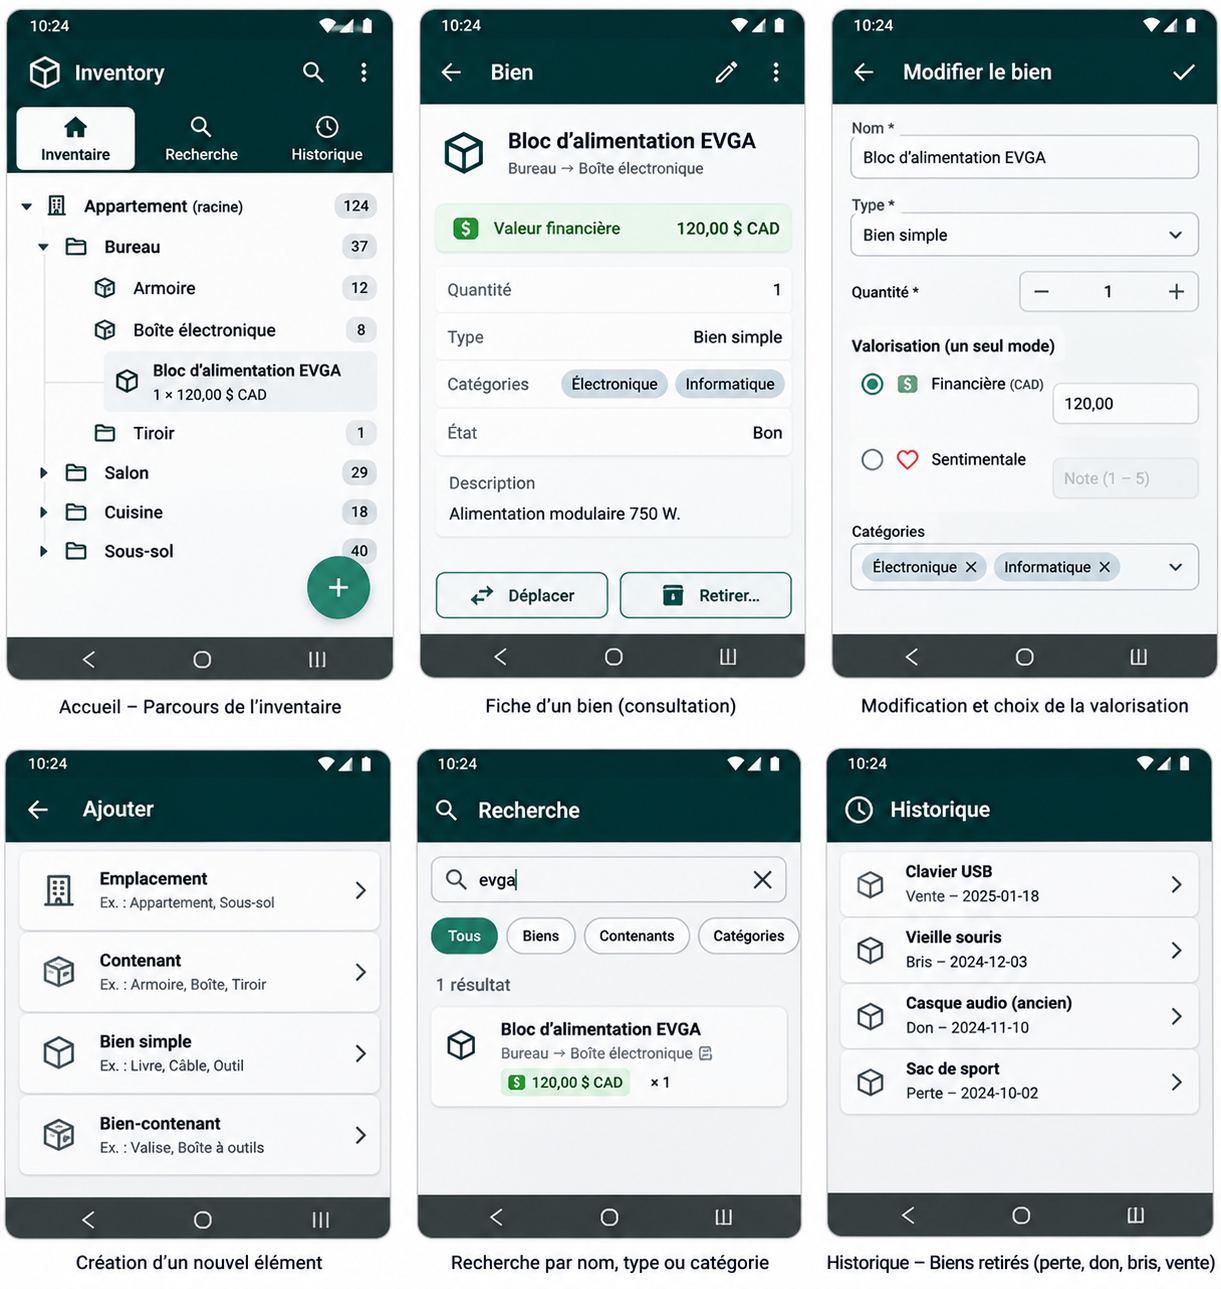 10:24
Inventory
Inventaire
Recherche
Historique
Appartement (racine)
124
Bureau
37
Armoire
12
Boîte électronique
8
Bloc d'alimentation EVGA
1 × 120,00 $ CAD
Tiroir
1
Salon
29
Cuisine
18
Sous-sol
40
+
Accueil – Parcours de l'inventaire
10:24
Bien
Bloc d'alimentation EVGA
Bureau → Boîte électronique
$ Valeur financière
120,00 $ CAD
Quantité
1
Type
Bien simple
Catégories
Électronique
Informatique
État
Bon
Description
Alimentation modulaire 750 W.
Déplacer
Retirer...
Fiche d'un bien (consultation)
10:24
Modifier le bien
Nom *
Bloc d'alimentation EVGA
Type *
Bien simple
Quantité *
− 1 +
Valorisation (un seul mode)
$ Financière (CAD)
120,00
Sentimentale
Note (1 – 5)
Catégories
Électronique ×
Informatique ×
Modification et choix de la valorisation
10:24
Ajouter
Emplacement
Ex. : Appartement, Sous-sol
Contenant
Ex. : Armoire, Boîte, Tiroir
Bien simple
Ex. : Livre, Câble, Outil
Bien-contenant
Ex. : Valise, Boîte à outils
Création d'un nouvel élément
10:24
Recherche
evga
Tous
Biens
Contenants
Catégories
1 résultat
Bloc d'alimentation EVGA
Bureau → Boîte électronique
$ 120,00 $ CAD
× 1
Recherche par nom, type ou catégorie
10:24
Historique
Clavier USB
Vente – 2025-01-18
Vieille souris
Bris – 2024-12-03
Casque audio (ancien)
Don – 2024-11-10
Sac de sport
Perte – 2024-10-02
Historique – Biens retirés (perte, don, bris, vente)